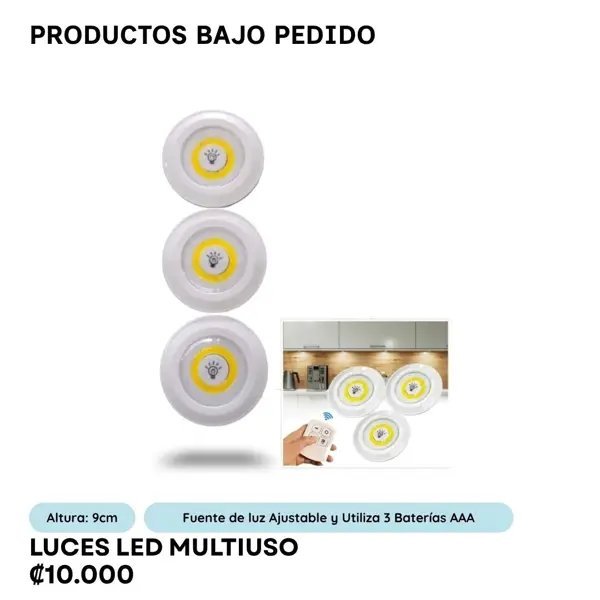 PRODUCTOS BAJO PEDIDO
Altura: 9cm
Fuente de luz Ajustable y Utiliza 3 Baterías AAA
LUCES LED MULTIUSO
₡10.000